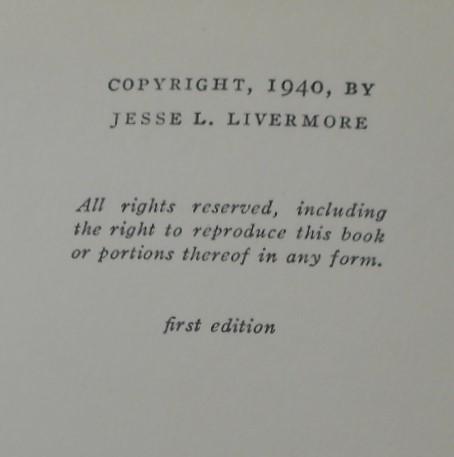 COPYRIGHT, 1940, BY
JESSE L. LIVERMORE
All rights reserved, including
the right to reproduce this book
or portions thereof in any form.
first edition